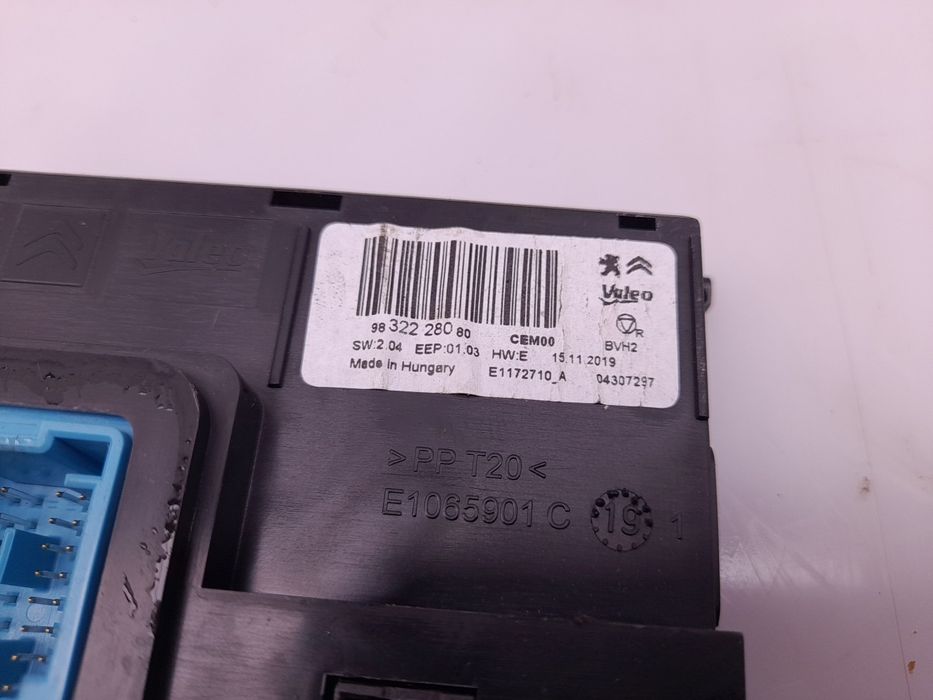 Valeo
Valeo
R
BVH2
98 322 280 80 CEM00
SW:2.04 EEP:01.03 HW:E 15.11.2019
Made in Hungary E1172710_A 04307297
>PP T20<
E1065901 C 19 1